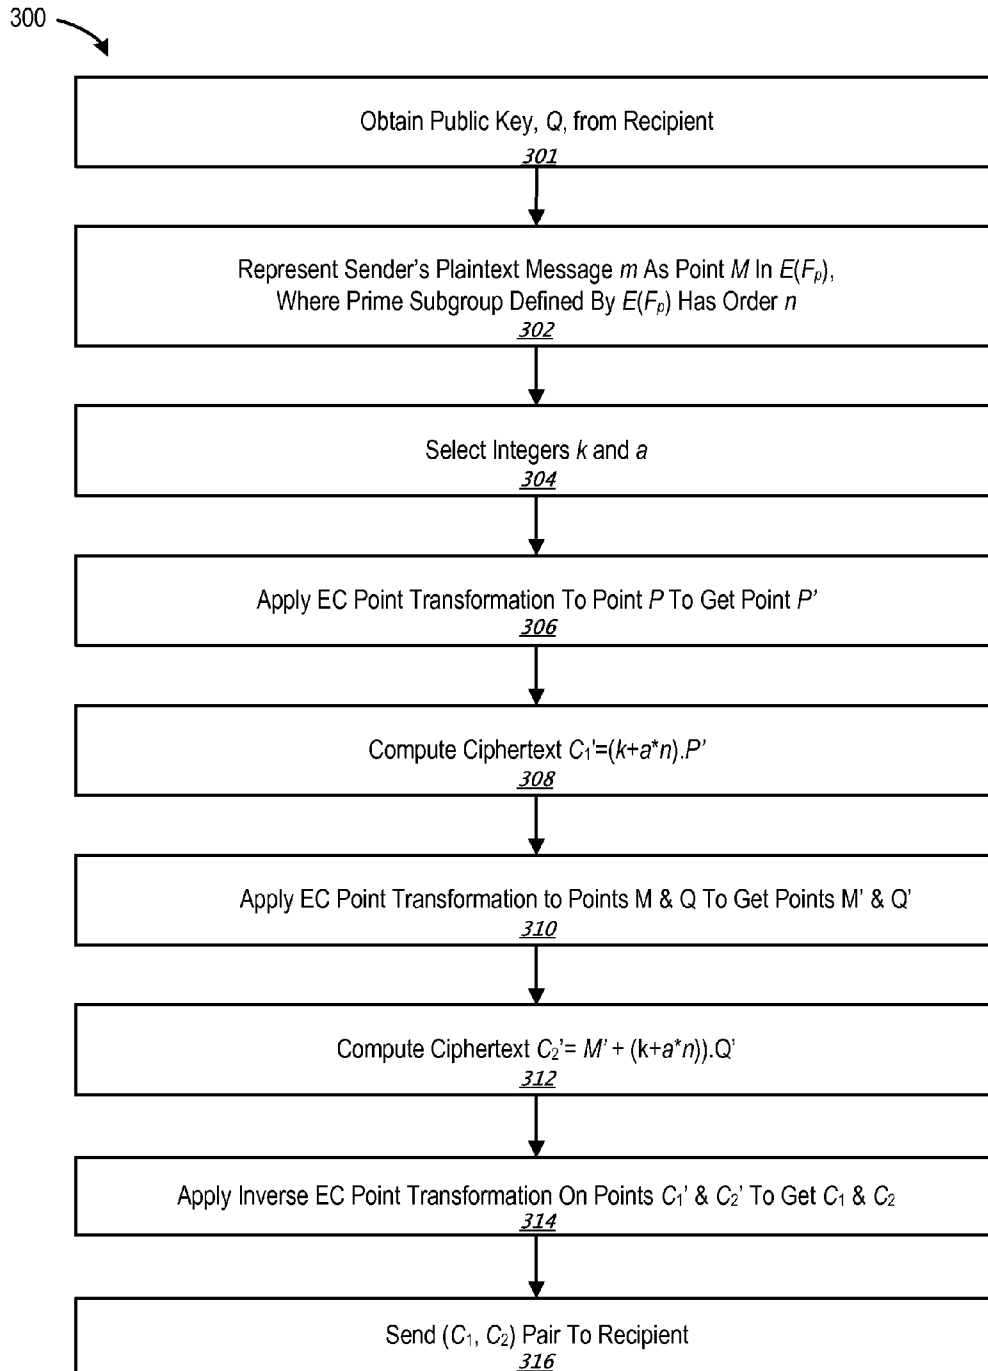 300
Obtain Public Key, Q, from Recipient
301
Represent Sender's Plaintext Message m As Point M In E(Fₚ),
Where Prime Subgroup Defined By E(Fₚ) Has Order n
302
Select Integers k and a
304
Apply EC Point Transformation To Point P To Get Point P'
306
Compute Ciphertext C₁'=(k+a*n).P'
308
Apply EC Point Transformation to Points M & Q To Get Points M' & Q'
310
Compute Ciphertext C₂'= M' + (k+a*n)).Q'
312
Apply Inverse EC Point Transformation On Points C₁' & C₂' To Get C₁ & C₂
314
Send (C₁, C₂) Pair To Recipient
316